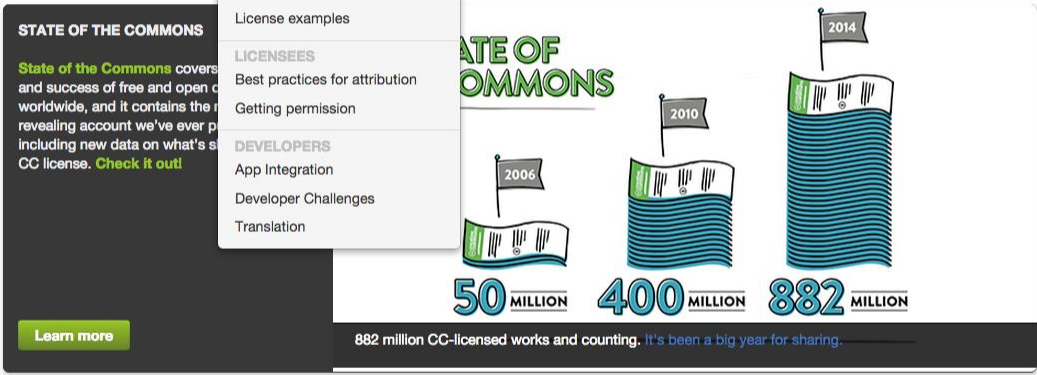 STATE OF THE COMMONS
State of the Commons covers
and success of free and open
worldwide, and it contains the
revealing account we've ever
including new data on what's
CC license. Check it out!
Learn more
License examples
LICENSEES
Best practices for attribution
Getting permission
DEVELOPERS
App Integration
Developer Challenges
Translation
ATE OF
OMMONS
2006
2010
2014
50 MILLION
400 MILLION
882 MILLION
882 million CC-licensed works and counting. It's been a big year for sharing.